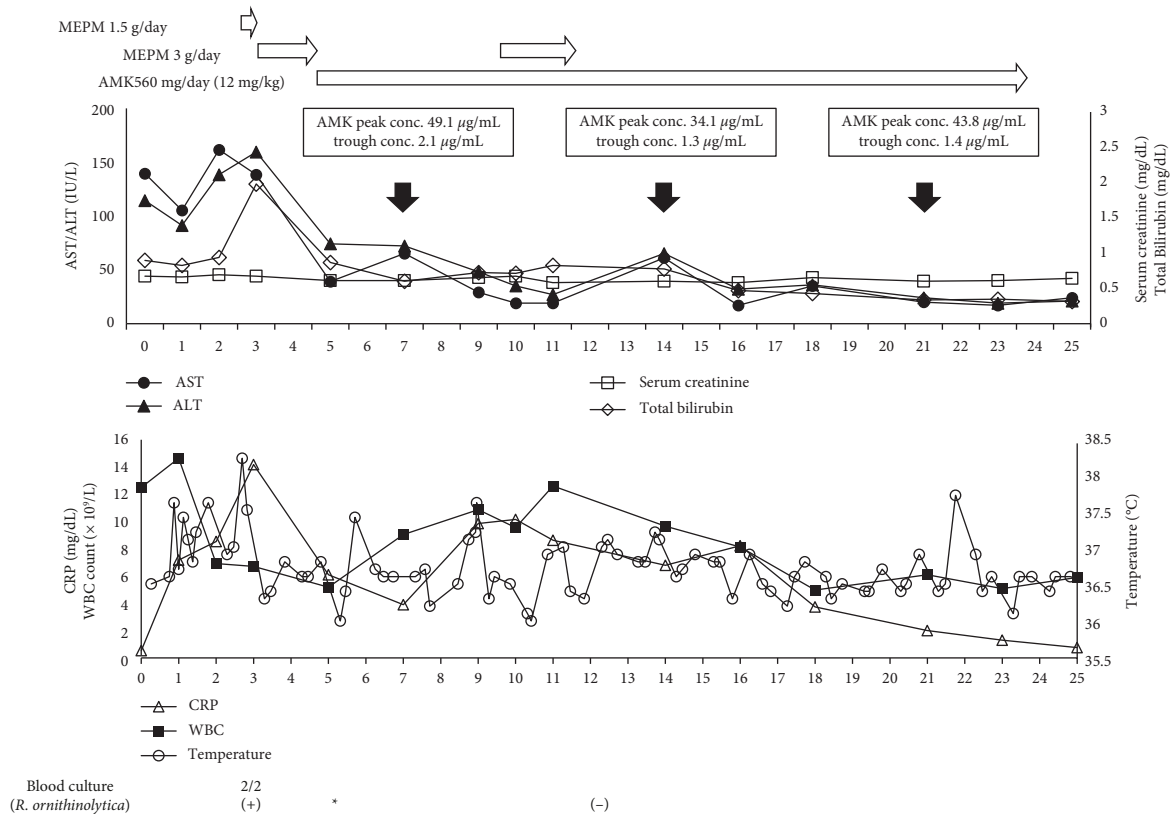 MEPM 1.5 g/day
MEPM 3 g/day
AMK560 mg/day (12 mg/kg)
AMK peak conc. 49.1 μg/mL
trough conc. 2.1 μg/mL
AMK peak conc. 34.1 μg/mL
trough conc. 1.3 μg/mL
AMK peak conc. 43.8 μg/mL
trough conc. 1.4 μg/mL
AST/ALT (IU/L)
200
150
100
50
0
3
2.5
2
1.5
1
0.5
0
Serum creatinine (mg/dL)
Total Bilirubin (mg/dL)
0 1 2 3 4 5 6 7 8 9 10 11 13 14 15 16 17 18 19 20 21 22 23 24 25
AST
ALT
Serum creatinine
Total bilirubin
CRP (mg/dL)
WBC count (× 10⁹/L)
16
14
12
10
8
6
4
2
0
38.5
38
37.5
37
36.5
36
35.5
Temperature (°C)
0 1 2 3 4 5 6 7 8 9 10 11 12 13 14 15 16 17 18 19 20 21 22 23 24 25
CRP
WBC
Temperature
Blood culture
(R. ornithinolytica)
2/2
(+)
*
(–)